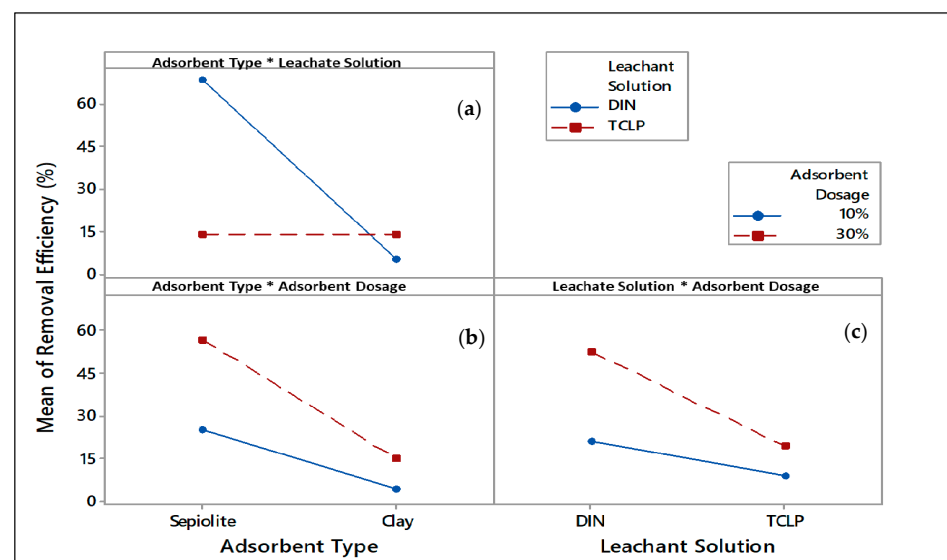 Adsorbent Type * Leachate Solution
(a)
60
45
30
15
0
Leachant
Solution
DIN
TCLP
Adsorbent
Dosage
10%
30%
Mean of Removal Efficiency (%)
Adsorbent Type * Adsorbent Dosage
(b)
60
45
30
15
0
Sepiolite
Clay
Adsorbent Type
Leachate Solution * Adsorbent Dosage
(c)
DIN
TCLP
Leachant Solution